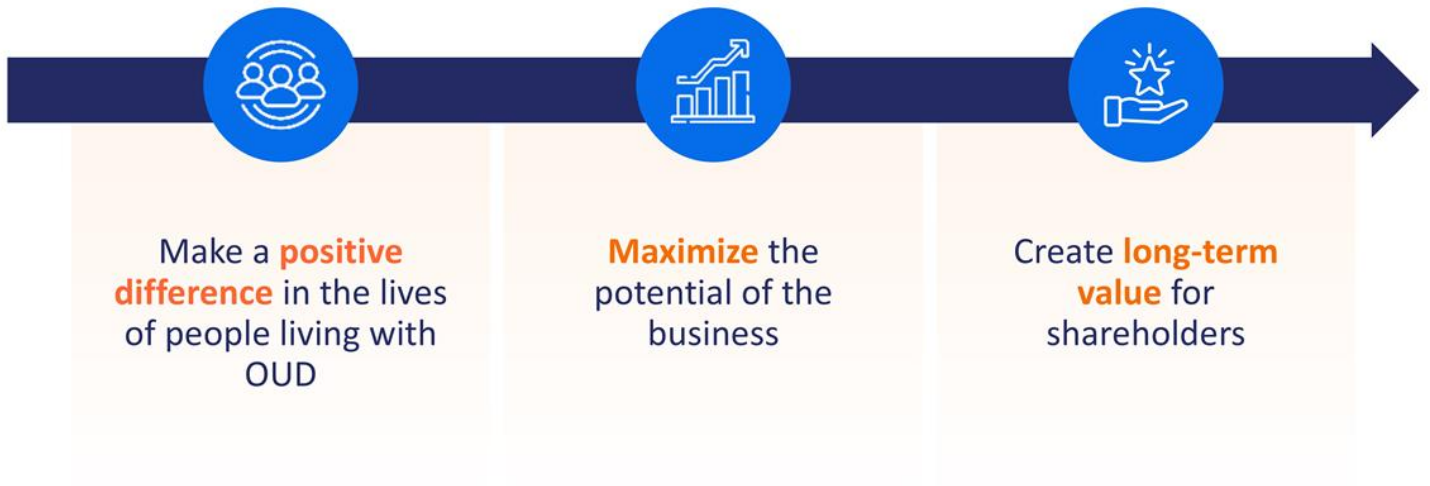 Make a positive
difference in the lives
of people living with
OUD
Maximize the
potential of the
business
Create long-term
value for
shareholders